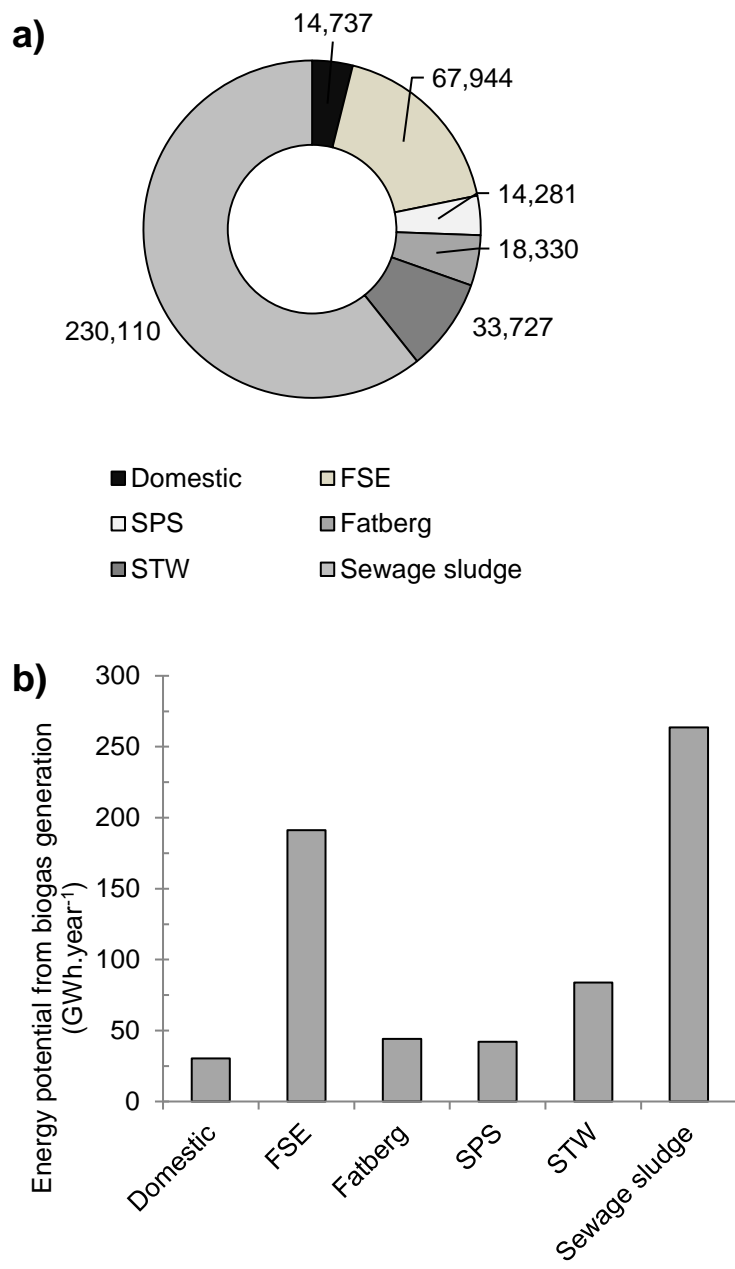 a)
14,737
67,944
14,281
18,330
33,727
230,110
Domestic FSE
SPS Fatberg
STW Sewage sludge
b)
Energy potential from biogas generation
(GWh.year⁻¹)
300
250
200
150
100
50
0
Domestic
FSE
Fatberg
SPS
STW
Sewage sludge